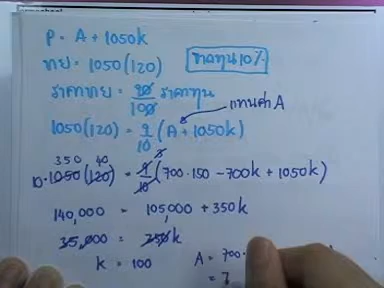 P = A + 1050k
ขาย = 1050(120) ขาดทุน 10%
ราคาขาย = 90/100 ราคาทุน
แทนค่า A
1050(120) = 9/10 (A + 1050k)
350 40 3
10·1050(120) = 9/10 (700·150 - 700k + 1050k)
140,000 = 105,000 + 350k
35,000 = 350k
k = 100 A = 700·
= 7